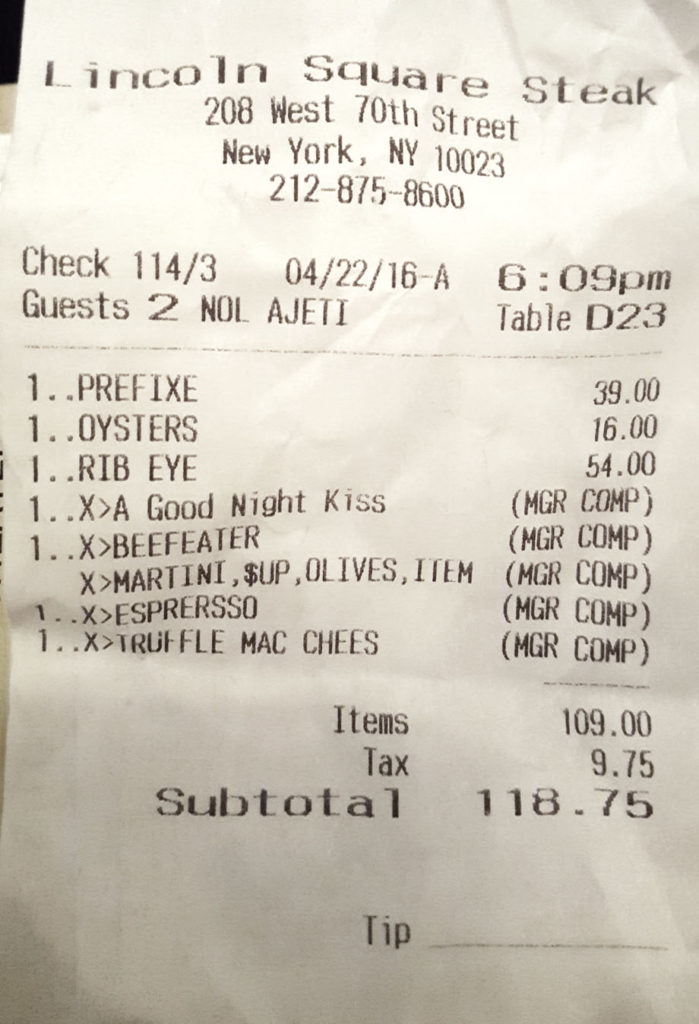 Lincoln Square Steak
208 West 70th Street
New York, NY 10023
212-875-8600
Check 114/3 04/22/16-A 6:09pm
Guests 2 NOL AJETI Table D23
1..PREFIXE 39.00
1..OYSTERS 16.00
1..RIB EYE 54.00
1..X>A Good Night Kiss (MGR COMP)
1..X>BEEFEATER (MGR COMP)
X>MARTINI,$UP,OLIVES,ITEM (MGR COMP)
1..X>ESPRERSSO (MGR COMP)
1..X>TRUFFLE MAC CHEES (MGR COMP)
Items 109.00
Tax 9.75
Subtotal 118.75
Tip